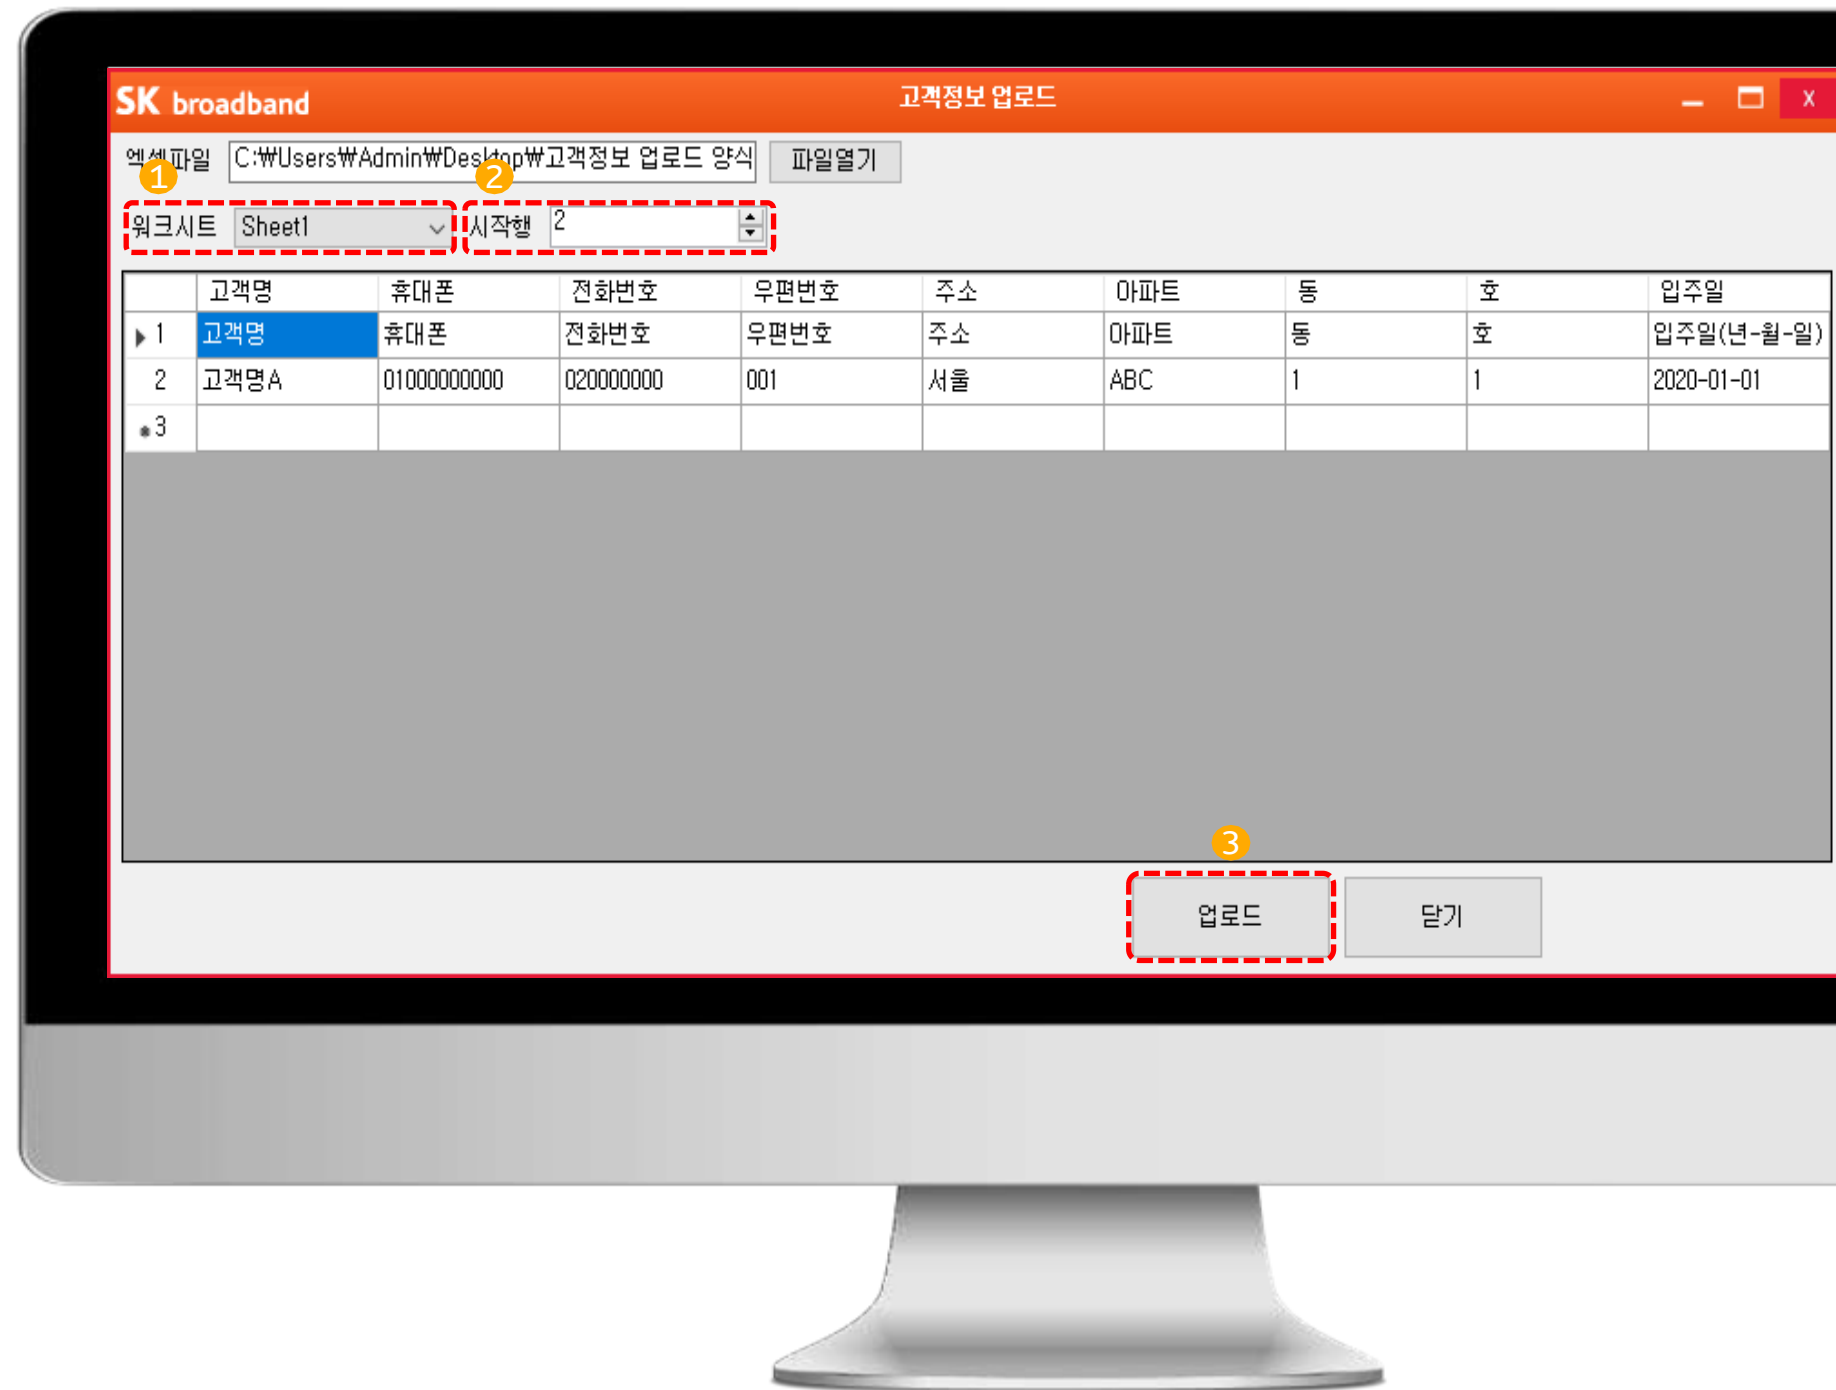 SK broadband 고객정보 업로드 X
엑셀파일 C:₩Users₩Admin₩Desktop₩고객정보 업로드 양식 파일열기
1 2
워크시트 Sheet1 시작행 2
고객명 휴대폰 전화번호 우편번호 주소 아파트 동 호 입주일
1 고객명 휴대폰 전화번호 우편번호 주소 아파트 동 호 입주일(년-월-일)
2 고객명A 01000000000 020000000 001 서울 ABC 1 1 2020-01-01
3
3
업로드 닫기